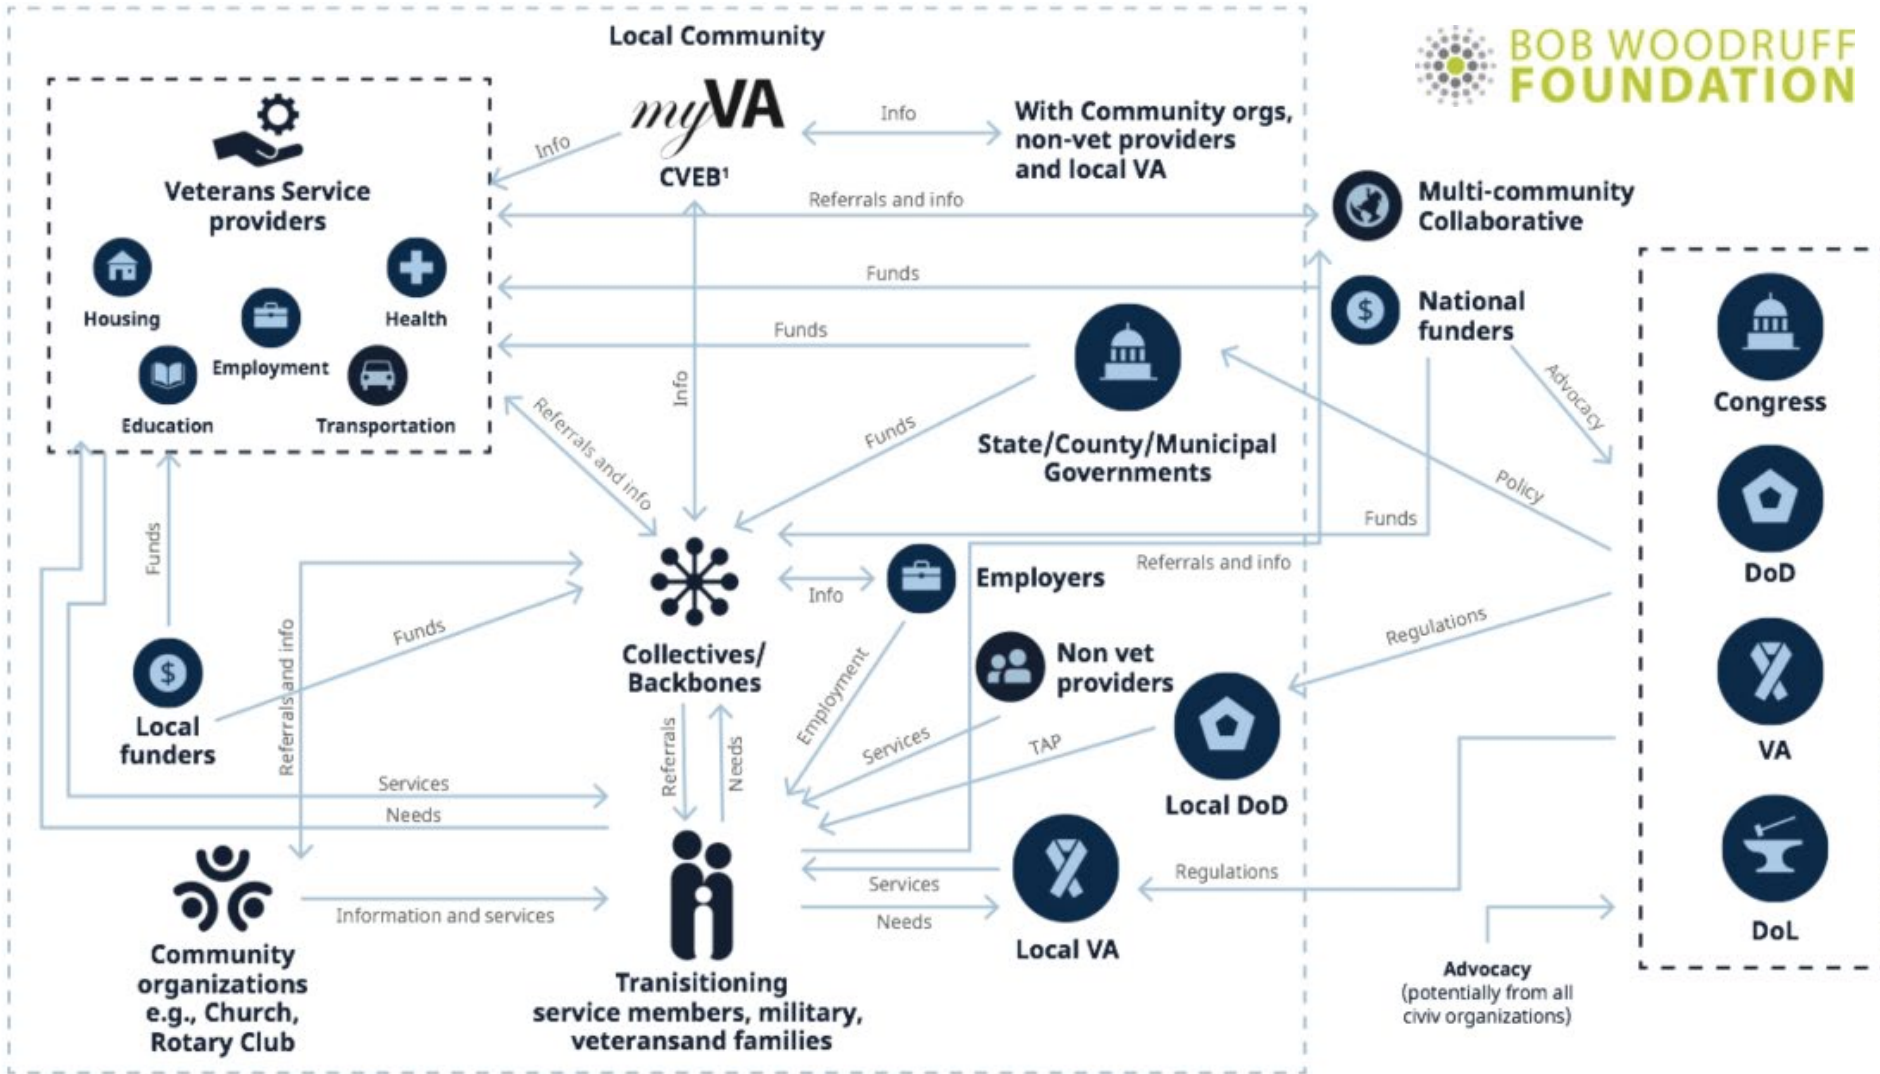 Local Community
BOB WOODRUFF
FOUNDATION
myVA
CVEB¹
Info
Info
With Community orgs,
non-vet providers
and local VA
Veterans Service
providers
Housing
Health
Employment
Education
Transportation
Referrals and info
Multi-community
Collaborative
Funds
National
funders
Funds
Info
Referrals and info
Funds
State/County/Municipal
Governments
Advocacy
Policy
Congress
DoD
VA
DoL
Funds
Referrals and info
Regulations
Funds
Local
funders
Referrals and info
Funds
Collectives/
Backbones
Info
Employers
Employment
Non vet
providers
Services
TAP
Local DoD
Referrals
Needs
Services
Needs
Services
Needs
Local VA
Regulations
Information and services
Community
organizations
e.g., Church,
Rotary Club
Tranisitioning
service members, military,
veteransand families
Advocacy
(potentially from all
civiv organizations)